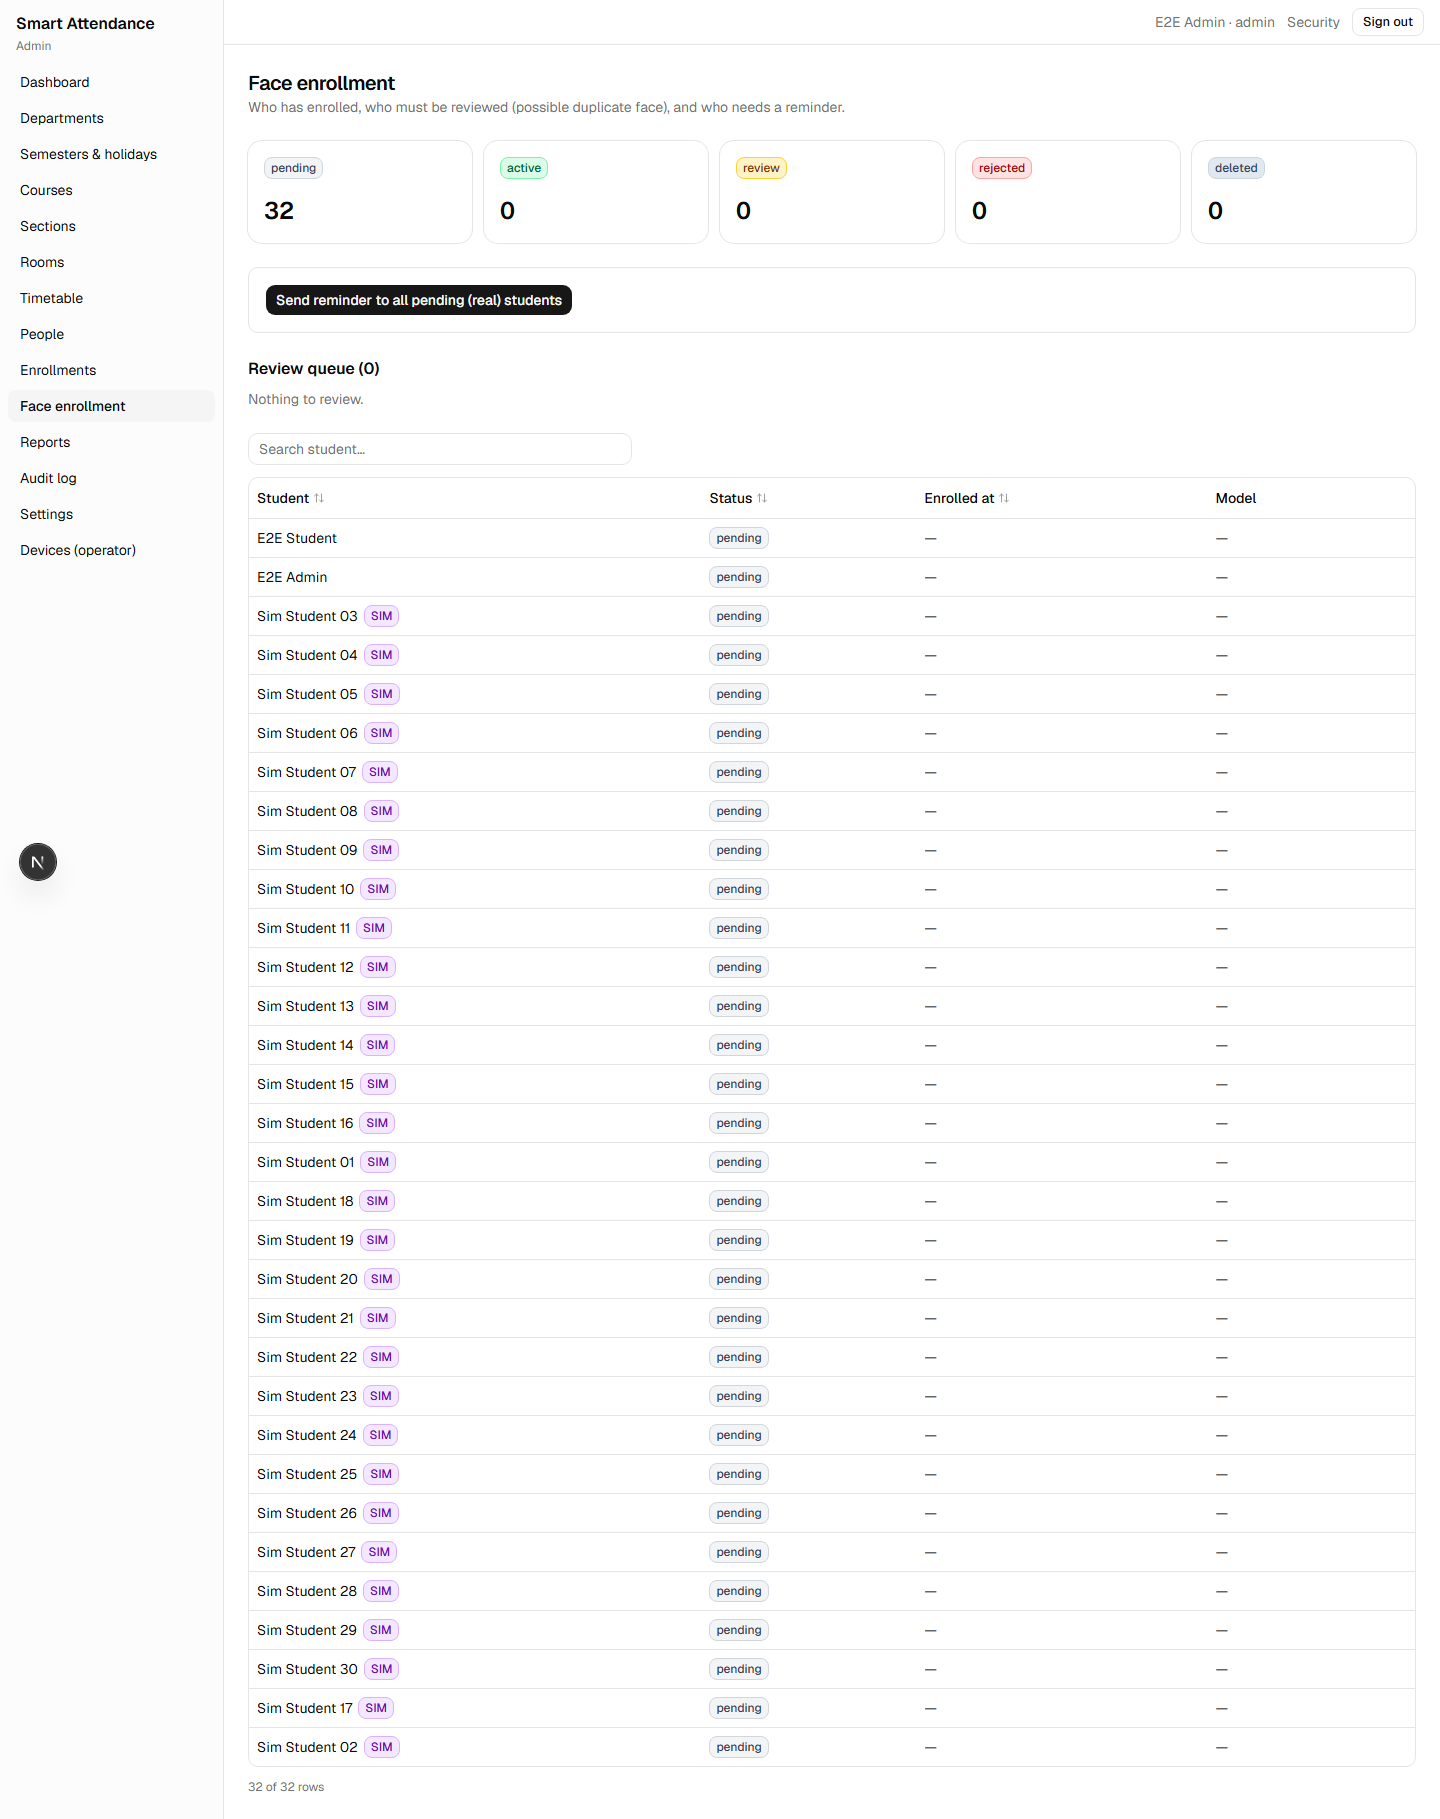 Smart Attendance
Admin
Dashboard
Departments
Semesters & holidays
Courses
Sections
Rooms
Timetable
People
Enrollments
Face enrollment
Reports
Audit log
Settings
Devices (operator)
E2E Admin · admin Security Sign out
Face enrollment
Who has enrolled, who must be reviewed (possible duplicate face), and who needs a reminder.
pending active review rejected deleted
32 0 0 0 0
Send reminder to all pending (real) students
Review queue (0)
Nothing to review.
Search student…
Student Status Enrolled at Model
E2E Student pending — —
E2E Admin pending — —
Sim Student 03 SIM pending — —
Sim Student 04 SIM pending — —
Sim Student 05 SIM pending — —
Sim Student 06 SIM pending — —
Sim Student 07 SIM pending — —
Sim Student 08 SIM pending — —
Sim Student 09 SIM pending — —
Sim Student 10 SIM pending — —
Sim Student 11 SIM pending — —
Sim Student 12 SIM pending — —
Sim Student 13 SIM pending — —
Sim Student 14 SIM pending — —
Sim Student 15 SIM pending — —
Sim Student 16 SIM pending — —
Sim Student 01 SIM pending — —
Sim Student 18 SIM pending — —
Sim Student 19 SIM pending — —
Sim Student 20 SIM pending — —
Sim Student 21 SIM pending — —
Sim Student 22 SIM pending — —
Sim Student 23 SIM pending — —
Sim Student 24 SIM pending — —
Sim Student 25 SIM pending — —
Sim Student 26 SIM pending — —
Sim Student 27 SIM pending — —
Sim Student 28 SIM pending — —
Sim Student 29 SIM pending — —
Sim Student 30 SIM pending — —
Sim Student 17 SIM pending — —
Sim Student 02 SIM pending — —
32 of 32 rows
N